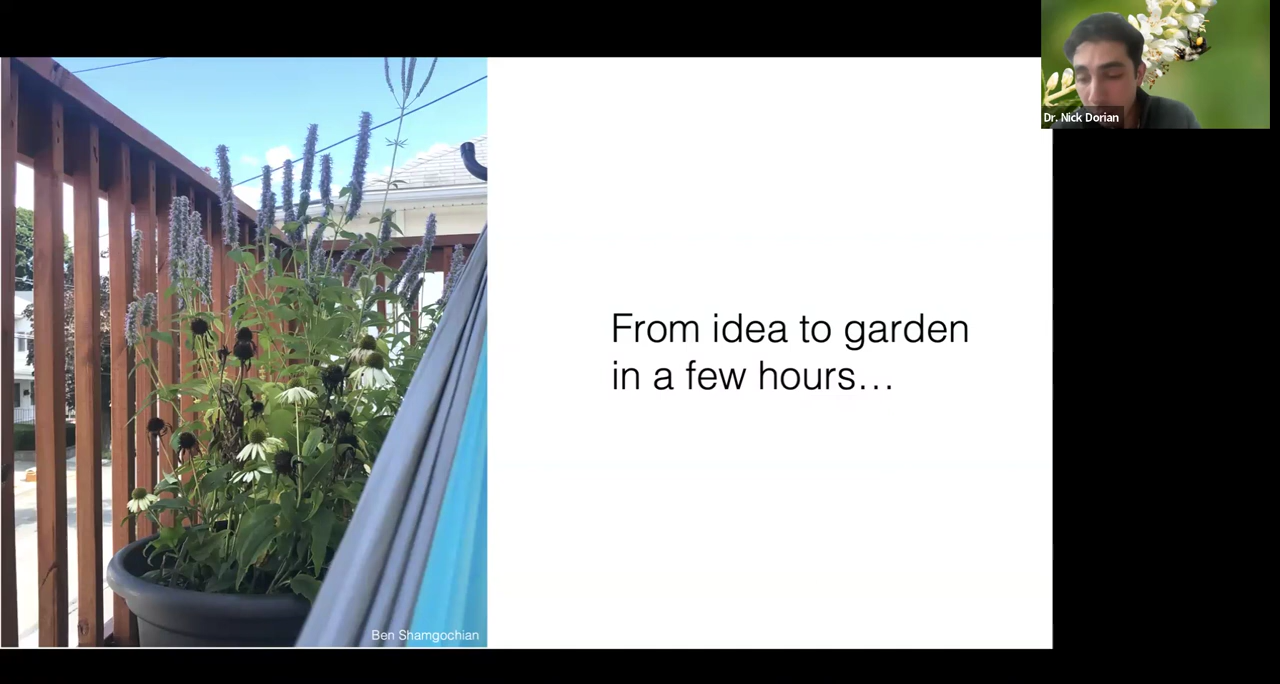 Dr. Nick Dorian
From idea to garden
in a few hours...
Ben Shamgochian